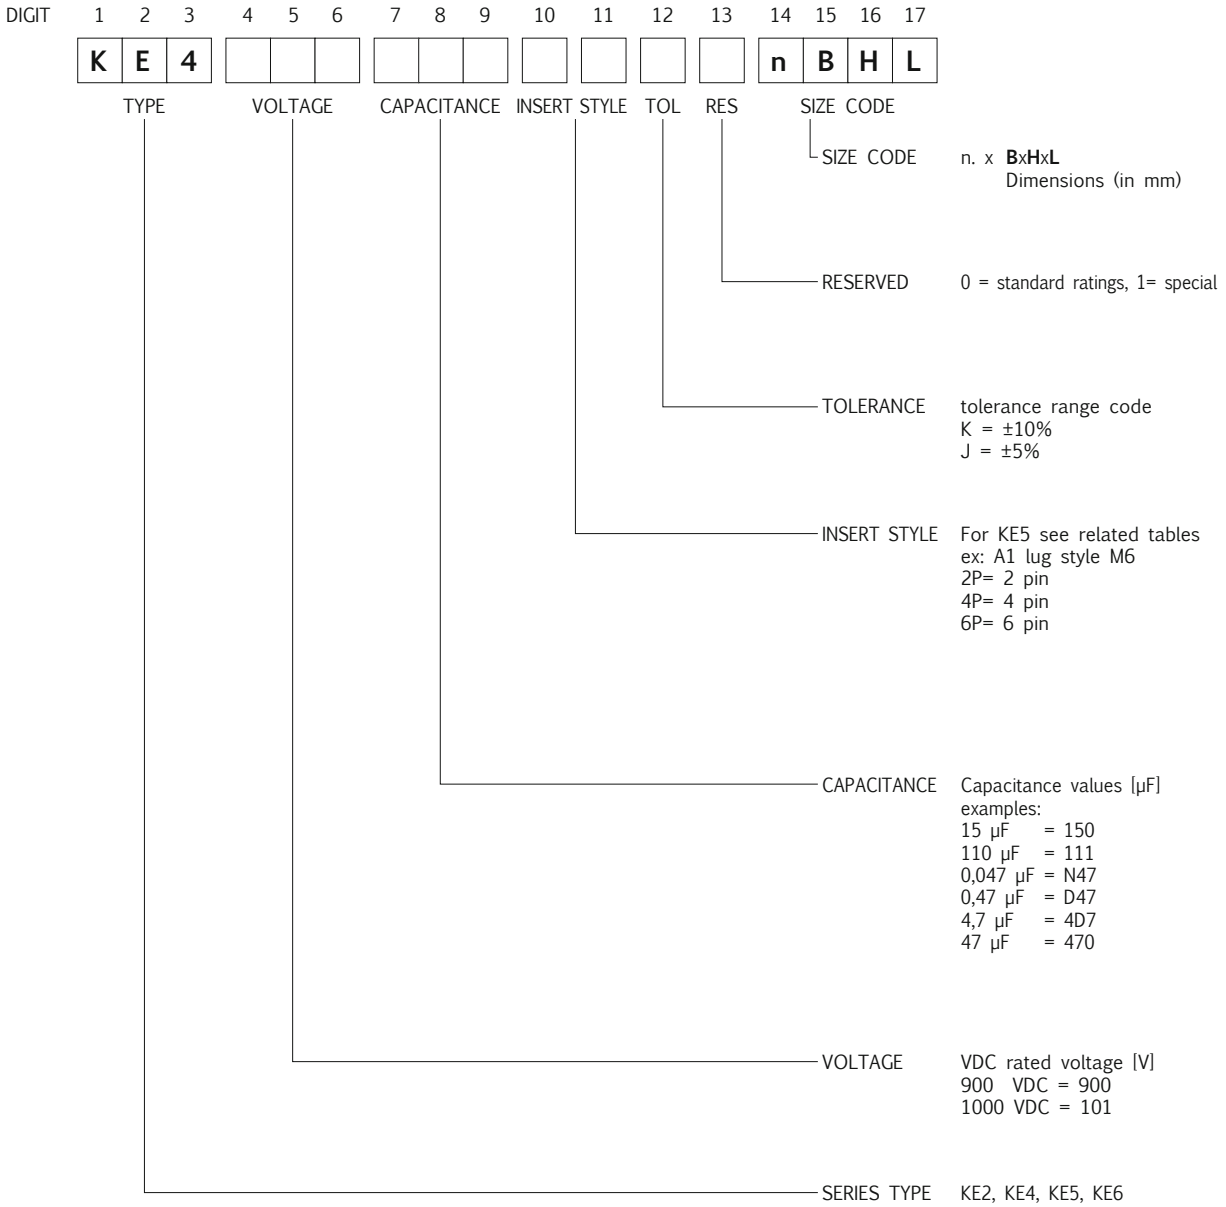 DIGIT 1 2 3 4 5 6 7 8 9 10 11 12 13 14 15 16 17
K E 4 n B H L
TYPE VOLTAGE CAPACITANCE INSERT STYLE TOL RES SIZE CODE
SIZE CODE n. x BxHxL
Dimensions (in mm)
RESERVED 0 = standard ratings, 1= special
TOLERANCE tolerance range code
K = ±10%
J = ±5%
INSERT STYLE For KE5 see related tables
ex: A1 lug style M6
2P= 2 pin
4P= 4 pin
6P= 6 pin
CAPACITANCE Capacitance values [µF]
examples:
15 µF = 150
110 µF = 111
0,047 µF = N47
0,47 µF = D47
4,7 µF = 4D7
47 µF = 470
VOLTAGE VDC rated voltage [V]
900 VDC = 900
1000 VDC = 101
SERIES TYPE KE2, KE4, KE5, KE6